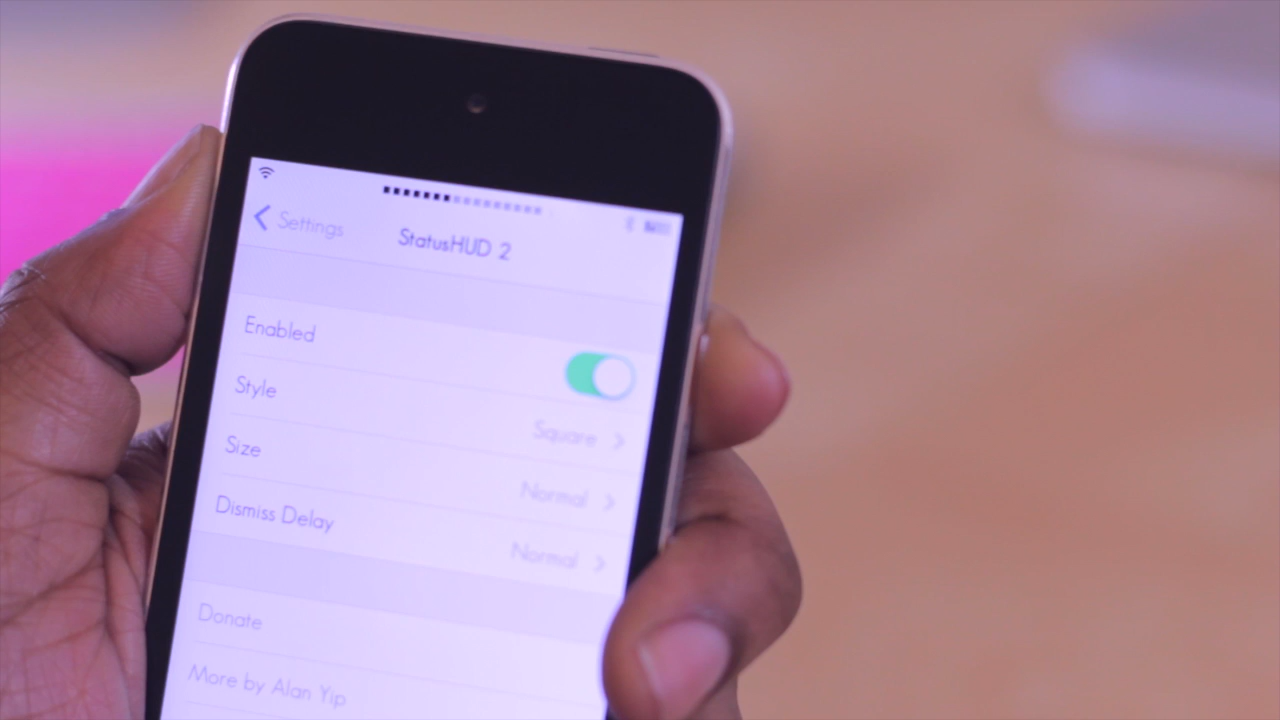 Settings
StatusHUD 2
Enabled
Style
Square
Size
Normal
Dismiss Delay
Normal
Donate
More by Alan Yip